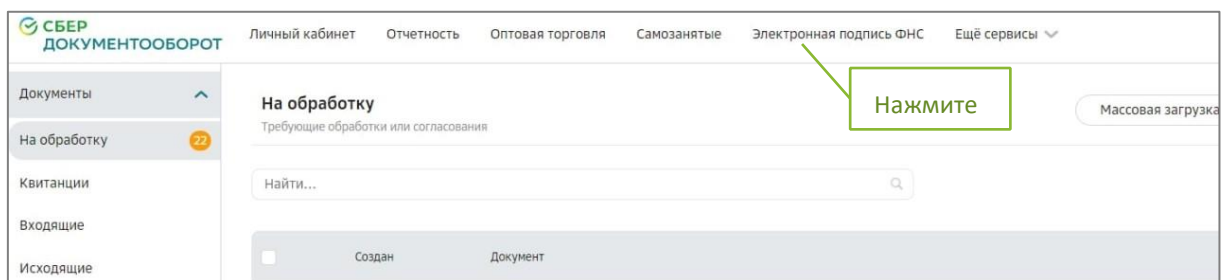 СБЕР
ДОКУМЕНТООБОРОТ
Личный кабинет Отчетность Оптовая торговля Самозанятые Электронная подпись ФНС Ещё сервисы
Документы
На обработку 22
Квитанции
Входящие
Исходящие
На обработку
Требующие обработки или согласования
Нажмите
Массовая загрузка
Найти...
Создан Документ